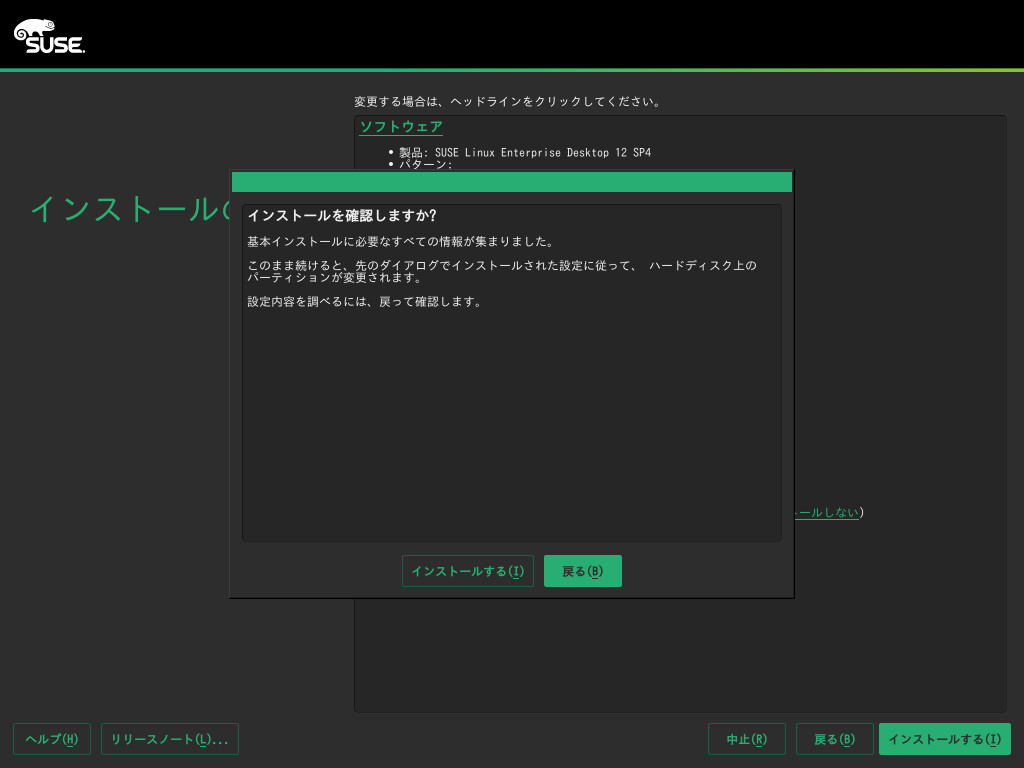 SUSE.
変更する場合は、ヘッドラインをクリックしてください。
ソフトウェア
• 製品: SUSE Linux Enterprise Desktop 12 SP4
• パターン:
インストールの
インストールを確認しますか?
基本インストールに必要なすべての情報が集まりました。
このまま続けると、先のダイアログでインストールされた設定に従って、 ハードディスク上の
パーティションが変更されます。
設定内容を調べるには、戻って確認します。
ールしない)
インストールする(I) 戻る(B)
ヘルプ(H) リリースノート(L)... 中止(R) 戻る(B) インストールする(I)